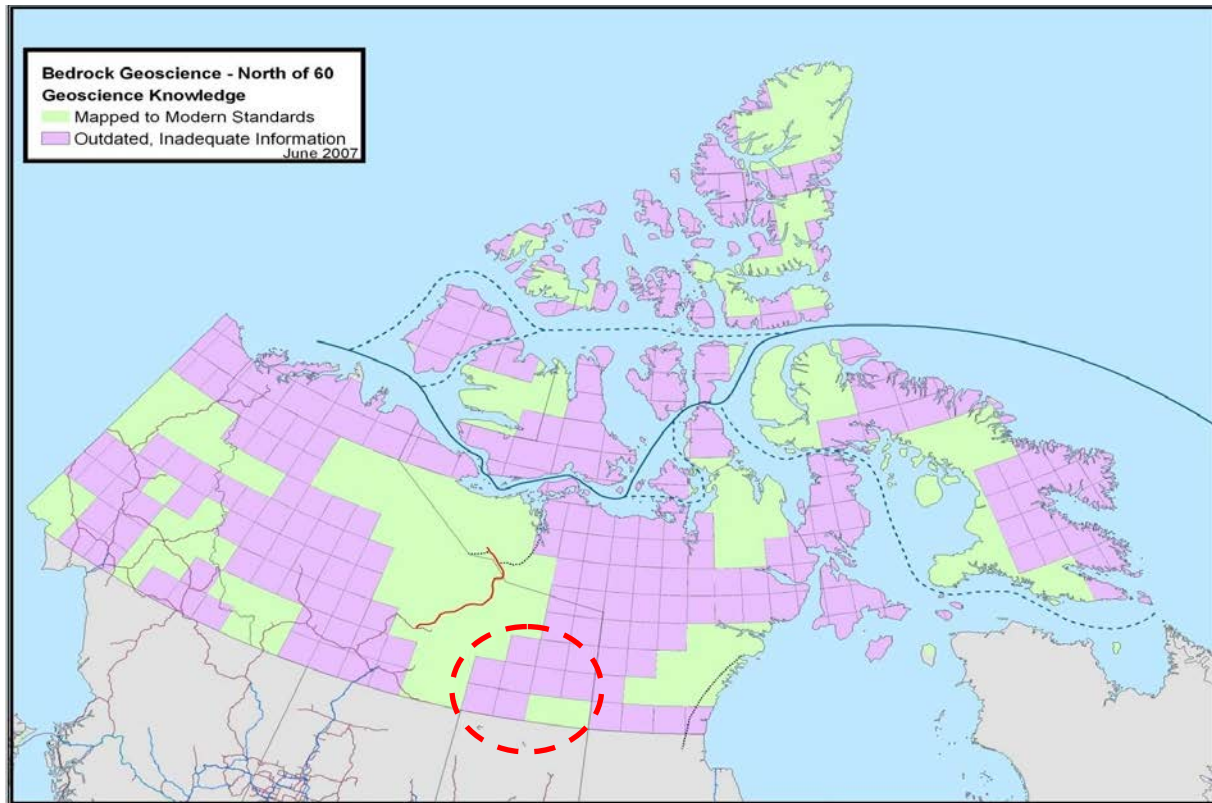 Bedrock Geoscience - North of 60
Geoscience Knowledge
Mapped to Modern Standards
Outdated, Inadequate Information
June 2007